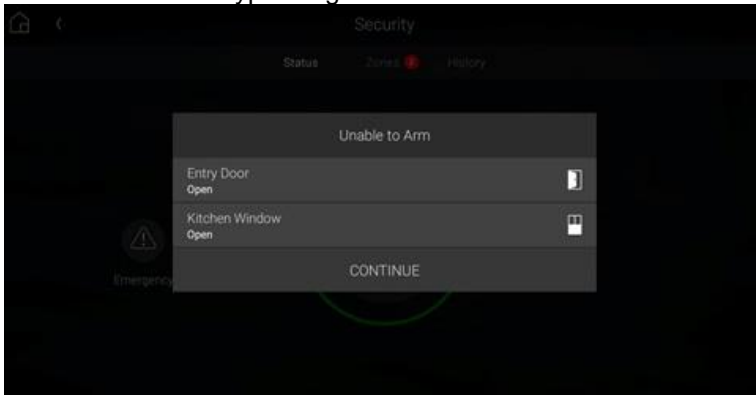 Security
Status Zones History
Unable to Arm
Entry Door
Open
Kitchen Window
Open
Emergency
CONTINUE